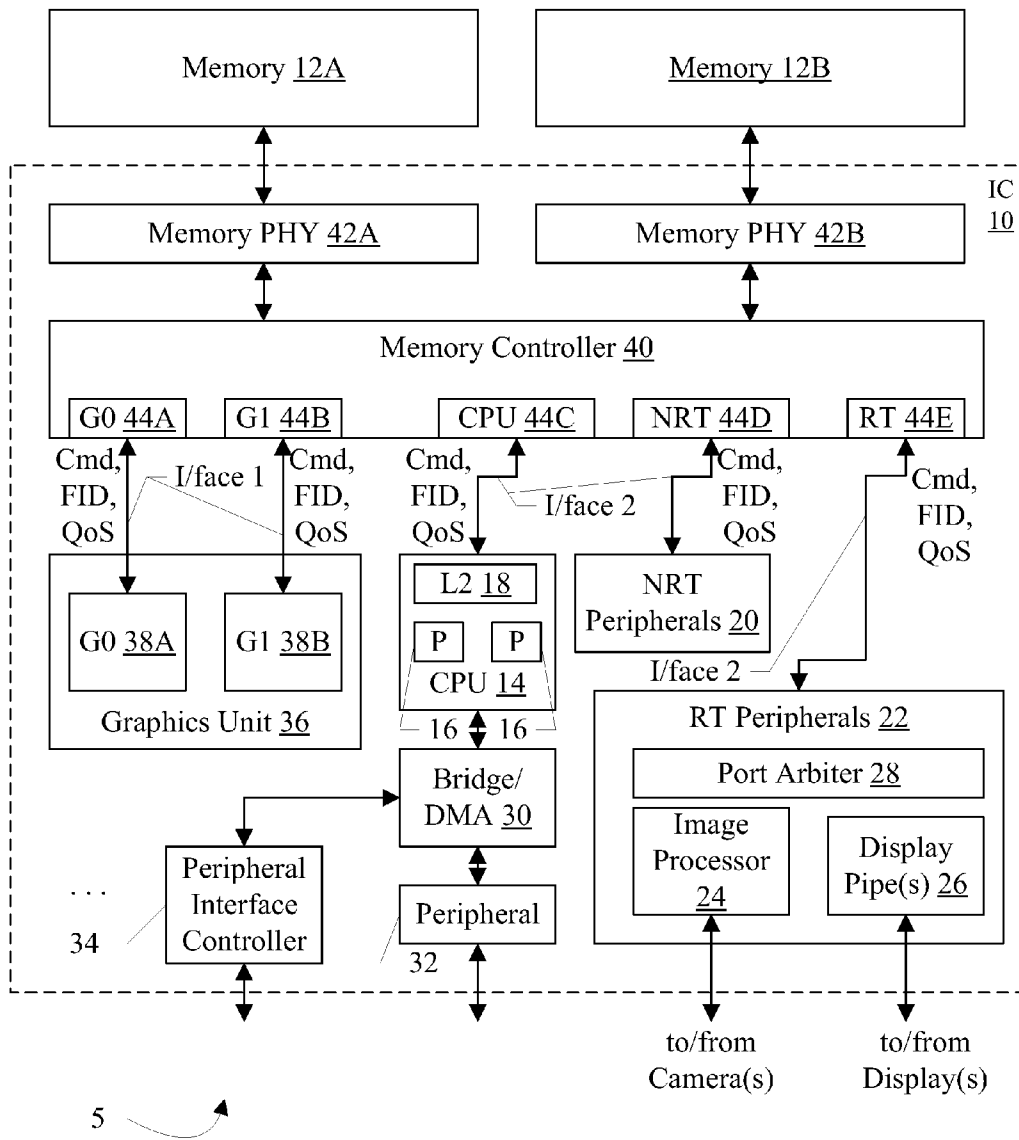 Memory 12A
Memory 12B
IC
10
Memory PHY 42A
Memory PHY 42B
Memory Controller 40
G0 44A
G1 44B
CPU 44C
NRT 44D
RT 44E
Cmd,
FID,
QoS
I/face 1
Cmd,
FID,
QoS
Cmd,
FID,
QoS
I/face 2
Cmd,
FID,
QoS
Cmd,
FID,
QoS
G0 38A
G1 38B
Graphics Unit 36
L2 18
P
P
CPU 14
16
16
NRT
Peripherals 20
I/face 2
RT Peripherals 22
Port Arbiter 28
Image
Processor
24
Display
Pipe(s) 26
Bridge/
DMA 30
Peripheral
Interface
Controller
. . .
34
Peripheral
32
to/from
Camera(s)
to/from
Display(s)
5